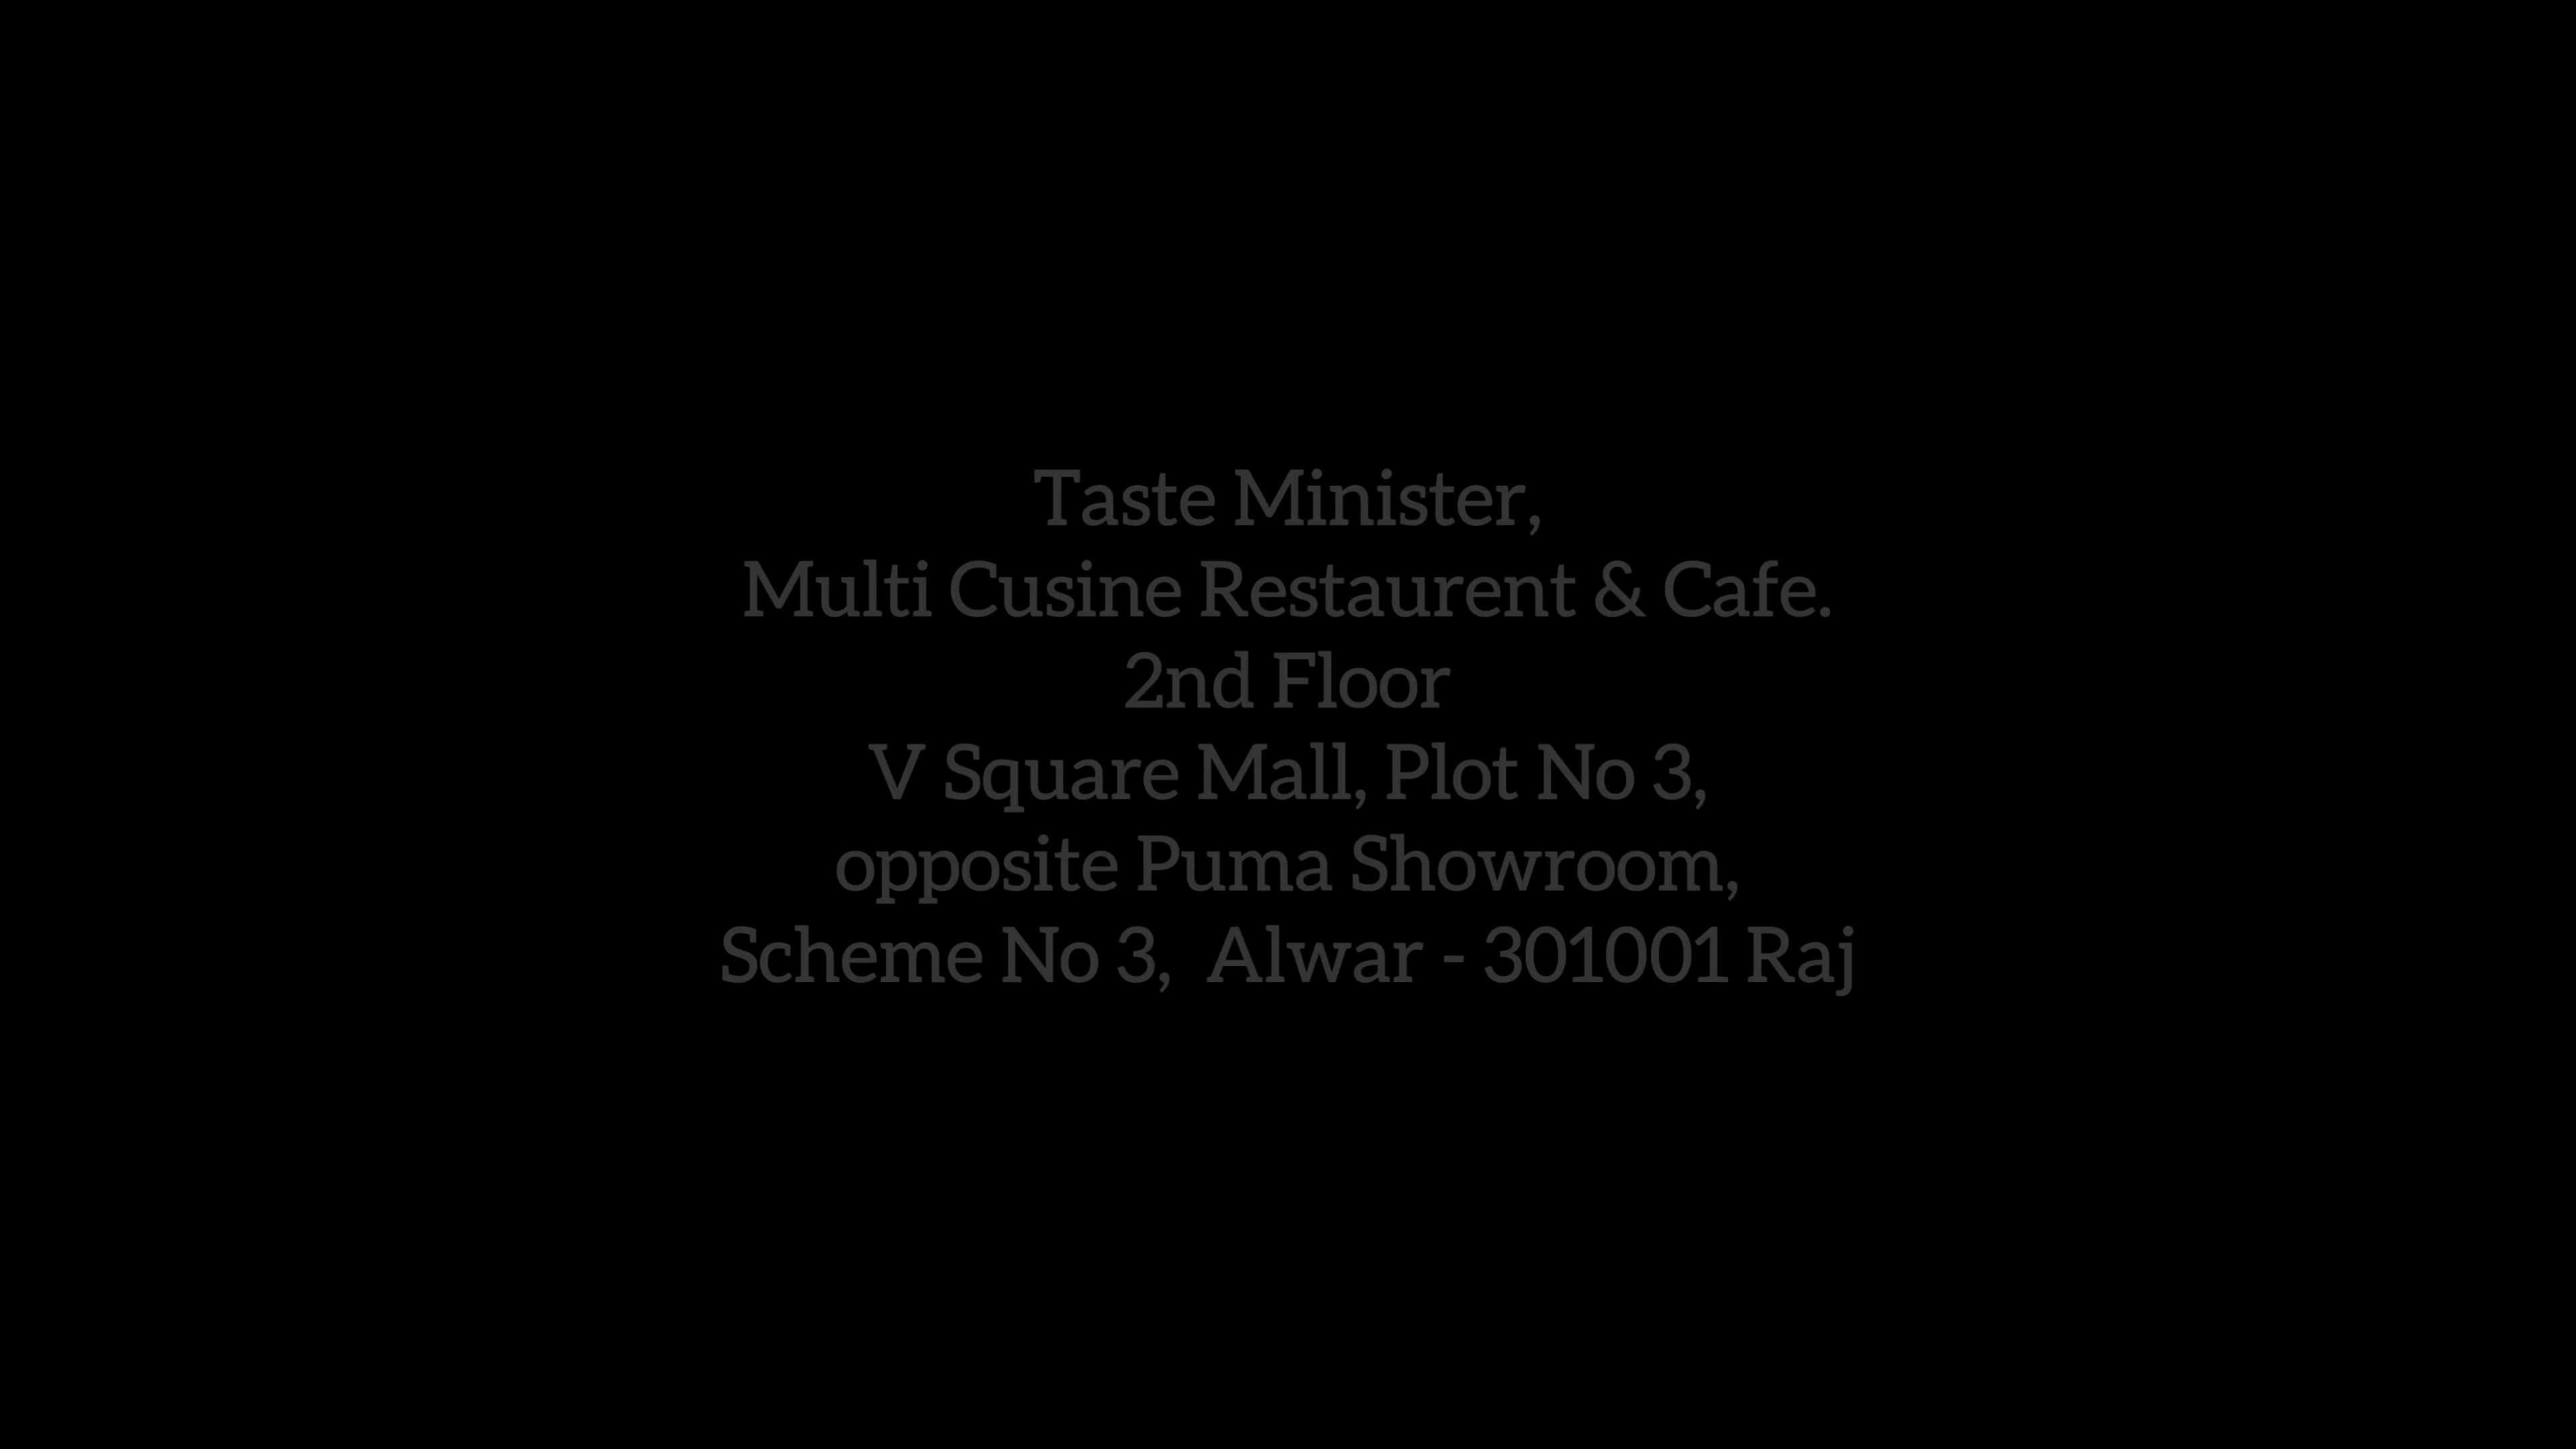 Taste Minister,
Multi Cusine Restaurent & Cafe.
2nd Floor
V Square Mall, Plot No 3,
opposite Puma Showroom,
Scheme No 3,  Alwar - 301001 Raj